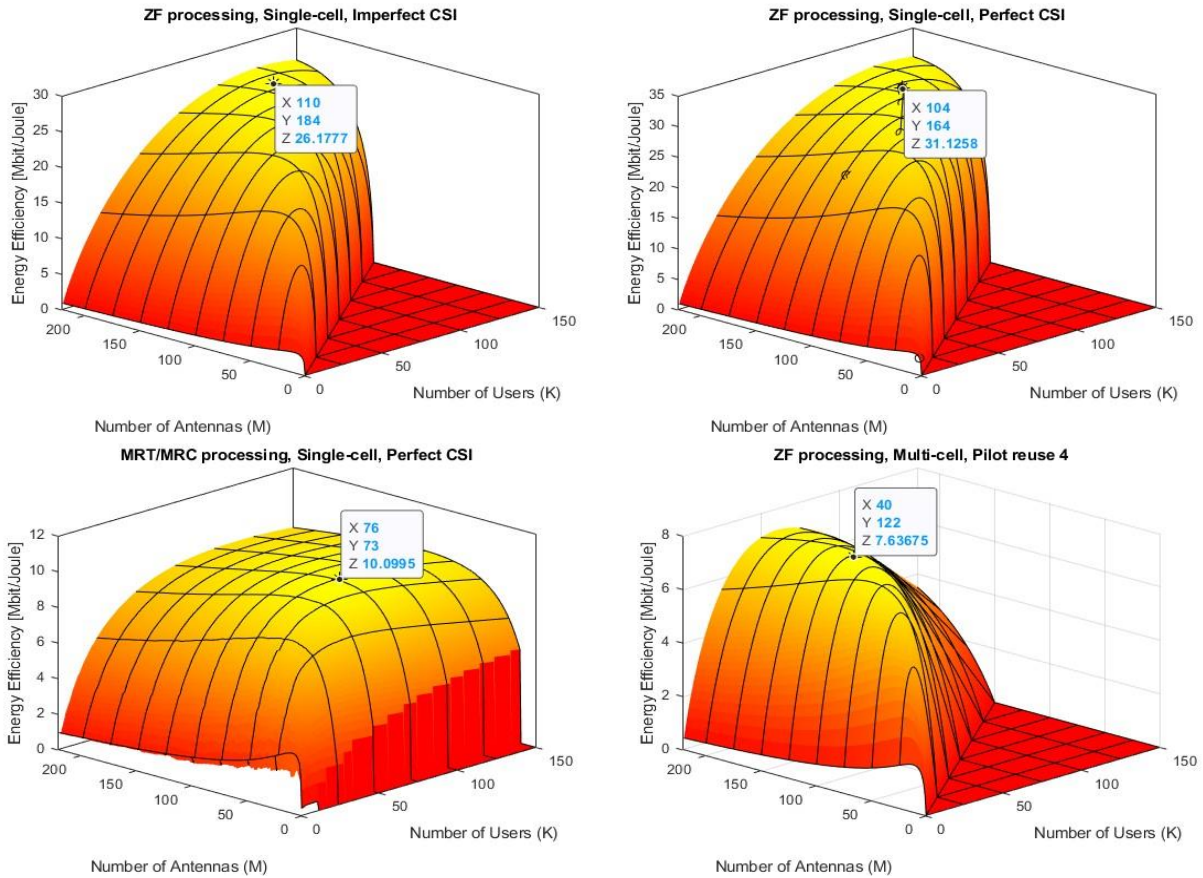 ZF processing, Single-cell, Imperfect CSI
X 110
Y 184
Z 26.1777
Energy Efficiency [Mbit/Joule]
30
25
20
15
10
5
0
200
150
100
50
0
0
50
100
150
Number of Antennas (M)
Number of Users (K)
ZF processing, Single-cell, Perfect CSI
X 104
Y 164
Z 31.1258
Energy Efficiency [Mbit/Joule]
35
30
25
20
15
10
5
0
200
150
100
50
0
0
50
100
150
Number of Antennas (M)
Number of Users (K)
MRT/MRC processing, Single-cell, Perfect CSI
X 76
Y 73
Z 10.0995
Energy Efficiency [Mbit/Joule]
12
10
8
6
4
2
0
200
150
100
50
0
0
50
100
150
Number of Antennas (M)
Number of Users (K)
ZF processing, Multi-cell, Pilot reuse 4
X 40
Y 122
Z 7.63675
Energy Efficiency [Mbit/Joule]
8
6
4
2
0
200
150
100
50
0
0
50
100
150
Number of Antennas (M)
Number of Users (K)